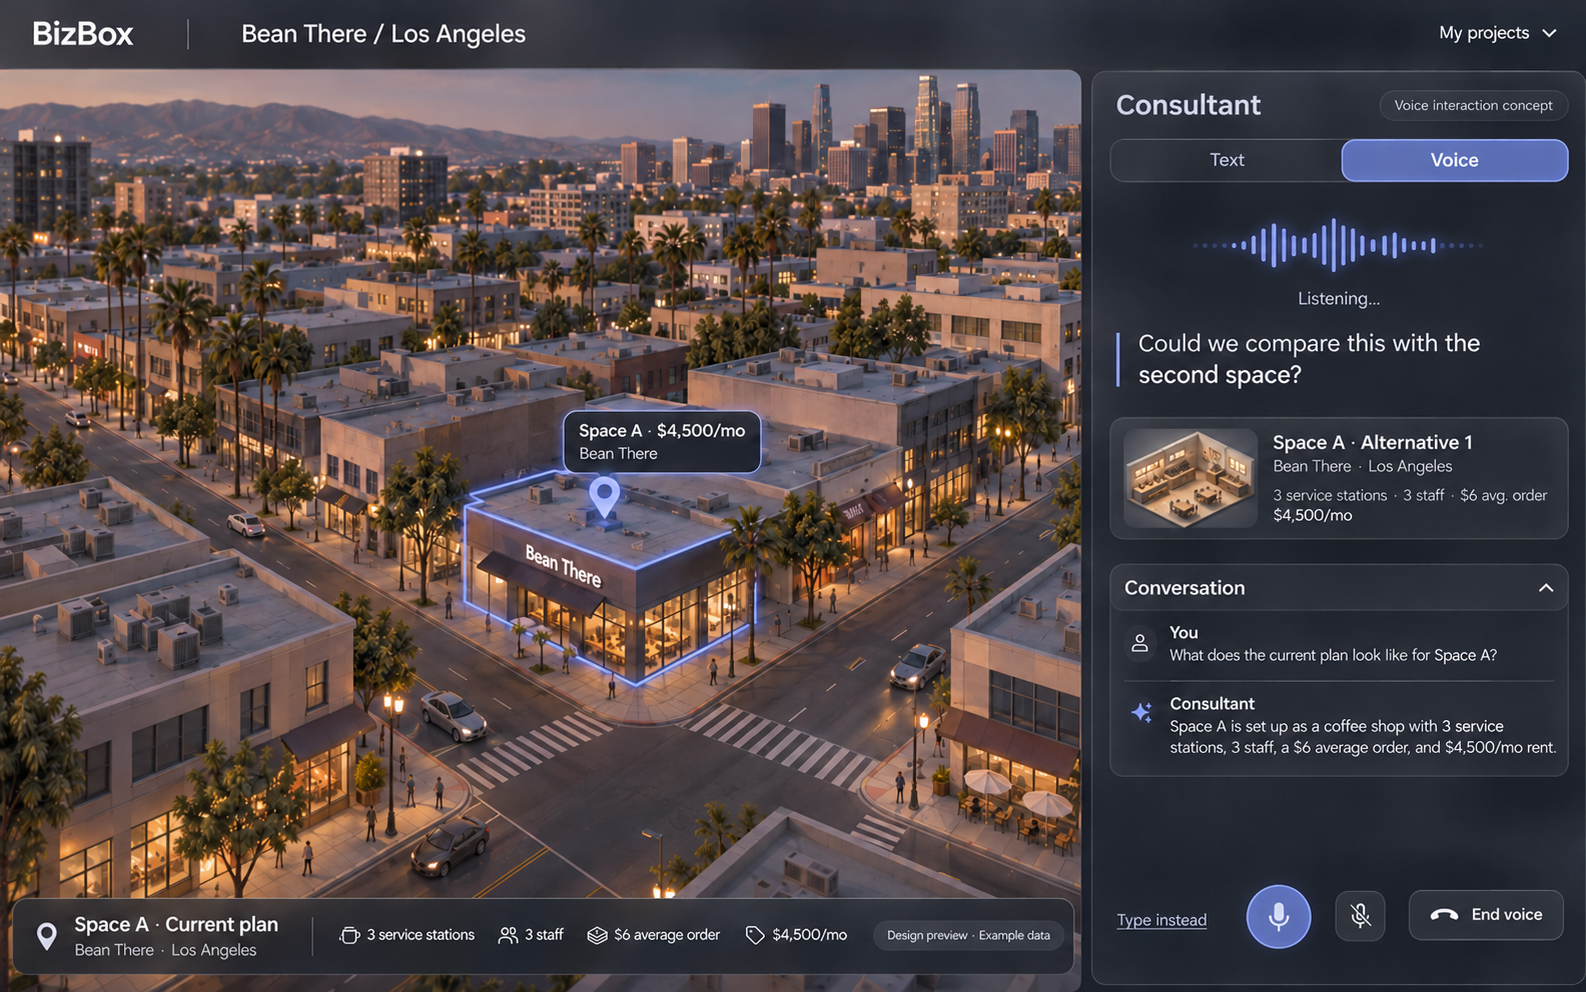 BizBox
Bean There / Los Angeles
My projects
Space A · $4,500/mo
Bean There
Bean There
Space A · Current plan
Bean There · Los Angeles
3 service stations
3 staff
$6 average order
$4,500/mo
Design preview · Example data
Consultant
Voice interaction concept
Text
Voice
Listening...
Could we compare this with the
second space?
Space A · Alternative 1
Bean There · Los Angeles
3 service stations · 3 staff · $6 avg. order
$4,500/mo
Conversation
You
What does the current plan look like for Space A?
Consultant
Space A is set up as a coffee shop with 3 service
stations, 3 staff, a $6 average order, and $4,500/mo rent.
Type instead
End voice